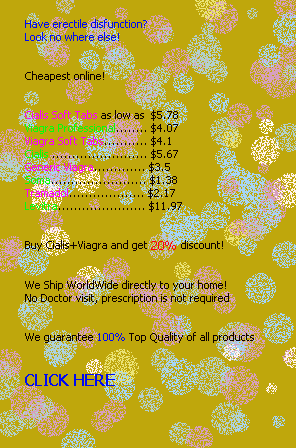 Have erectile disfunction?
Look no where else!
Cheapest online!
Cialis Soft Tabs as low as $5.78
Professional......... $4.07
Viagra Soft Tabs............ $4.1
........................... $5.67
Generic Viagra.............. $3.5
........................... $1.38
Tramadol..................... $2.17
........................ $11.97
Buy Cialis+Viagra and get 20% discount!
We Ship WorldWide directly to your home!
No Doctor visit, prescription is not required
We guarantee 100% Top Quality of all products
CLICK HERE